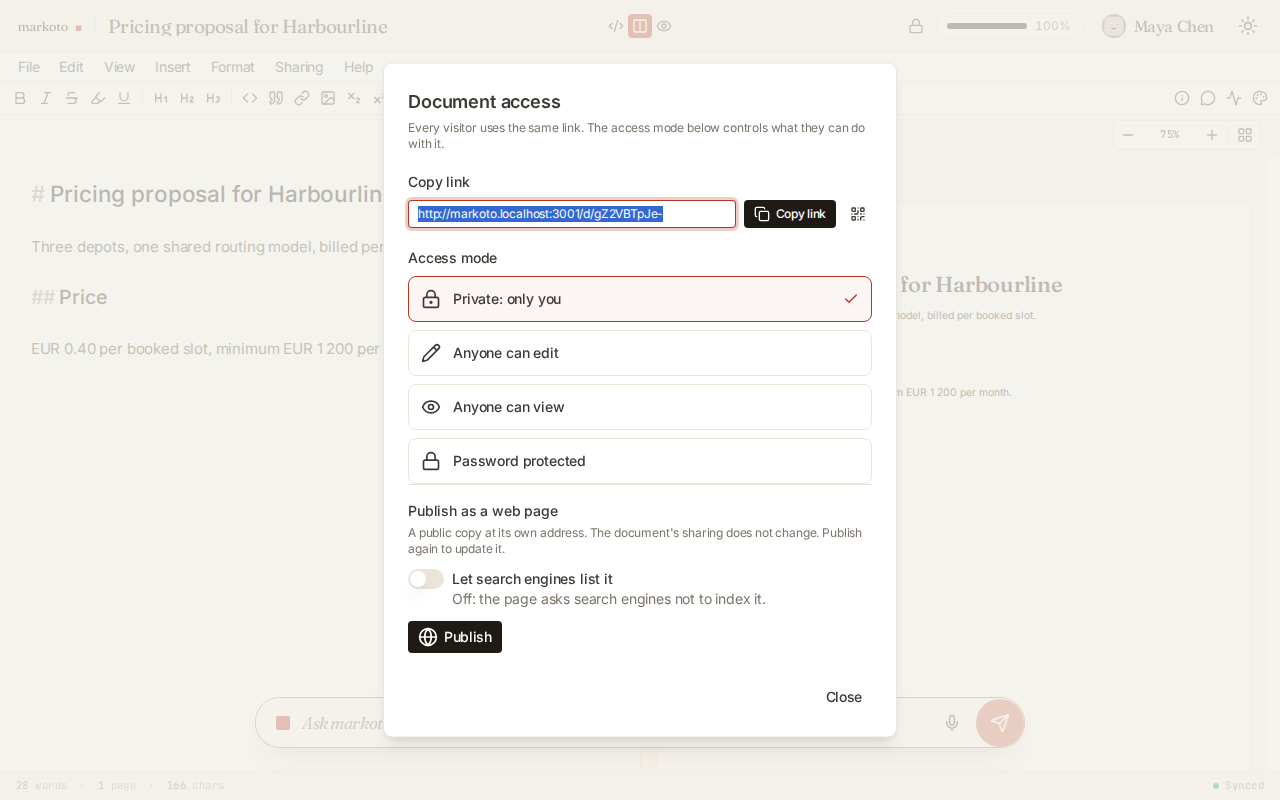 markoto
Pricing proposal for Harbourline
100%
Maya Chen
File Edit View Insert Format Sharing Help
H1 H2 H3
75%
Document access
Every visitor uses the same link. The access mode below controls what they can do
with it.
Copy link
http://markoto.localhost:3001/d/gZ2VBTpJe-
Copy link
Access mode
Private: only you
Anyone can edit
Anyone can view
Password protected
Publish as a web page
A public copy at its own address. The document's sharing does not change. Publish
again to update it.
Let search engines list it
Off: the page asks search engines not to index it.
Publish
Close
# Pricing proposal for Harbourlin
Three depots, one shared routing model, billed per
## Price
EUR 0.40 per booked slot, minimum EUR 1 200 per
for Harbourline
model, billed per booked slot.
EUR 1 200 per month.
Ask markot
28 words · 1 page · 166 chars
Synced